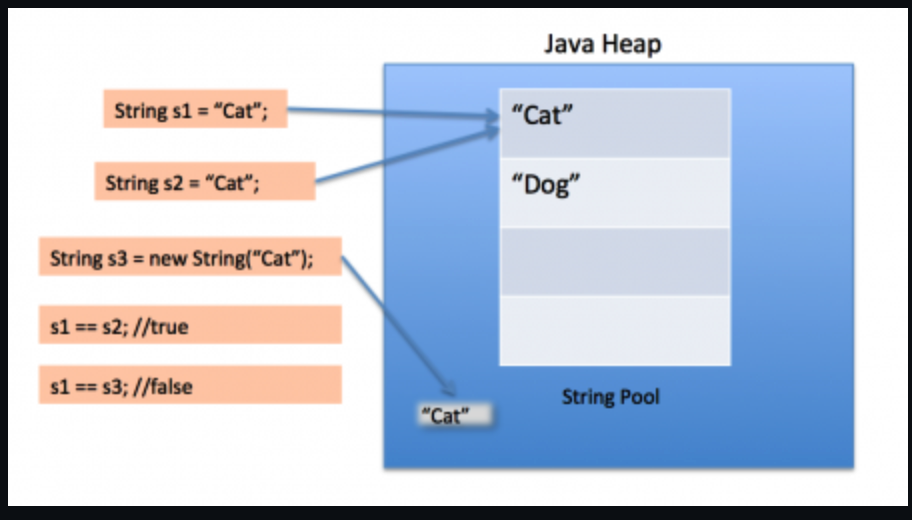 Java Heap
String s1 = “Cat”;
String s2 = “Cat”;
String s3 = new String(“Cat”);
s1 == s2; //true
s1 == s3; //false
“Cat”
“Dog”
String Pool
“Cat”